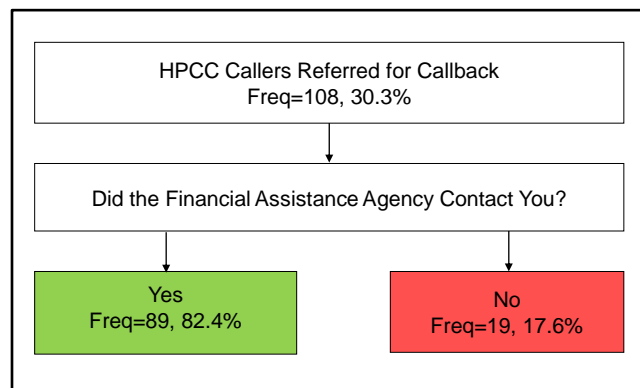 HPCC Callers Referred for Callback
Freq=108, 30.3%
Did the Financial Assistance Agency Contact You?
Yes
Freq=89, 82.4%
No
Freq=19, 17.6%